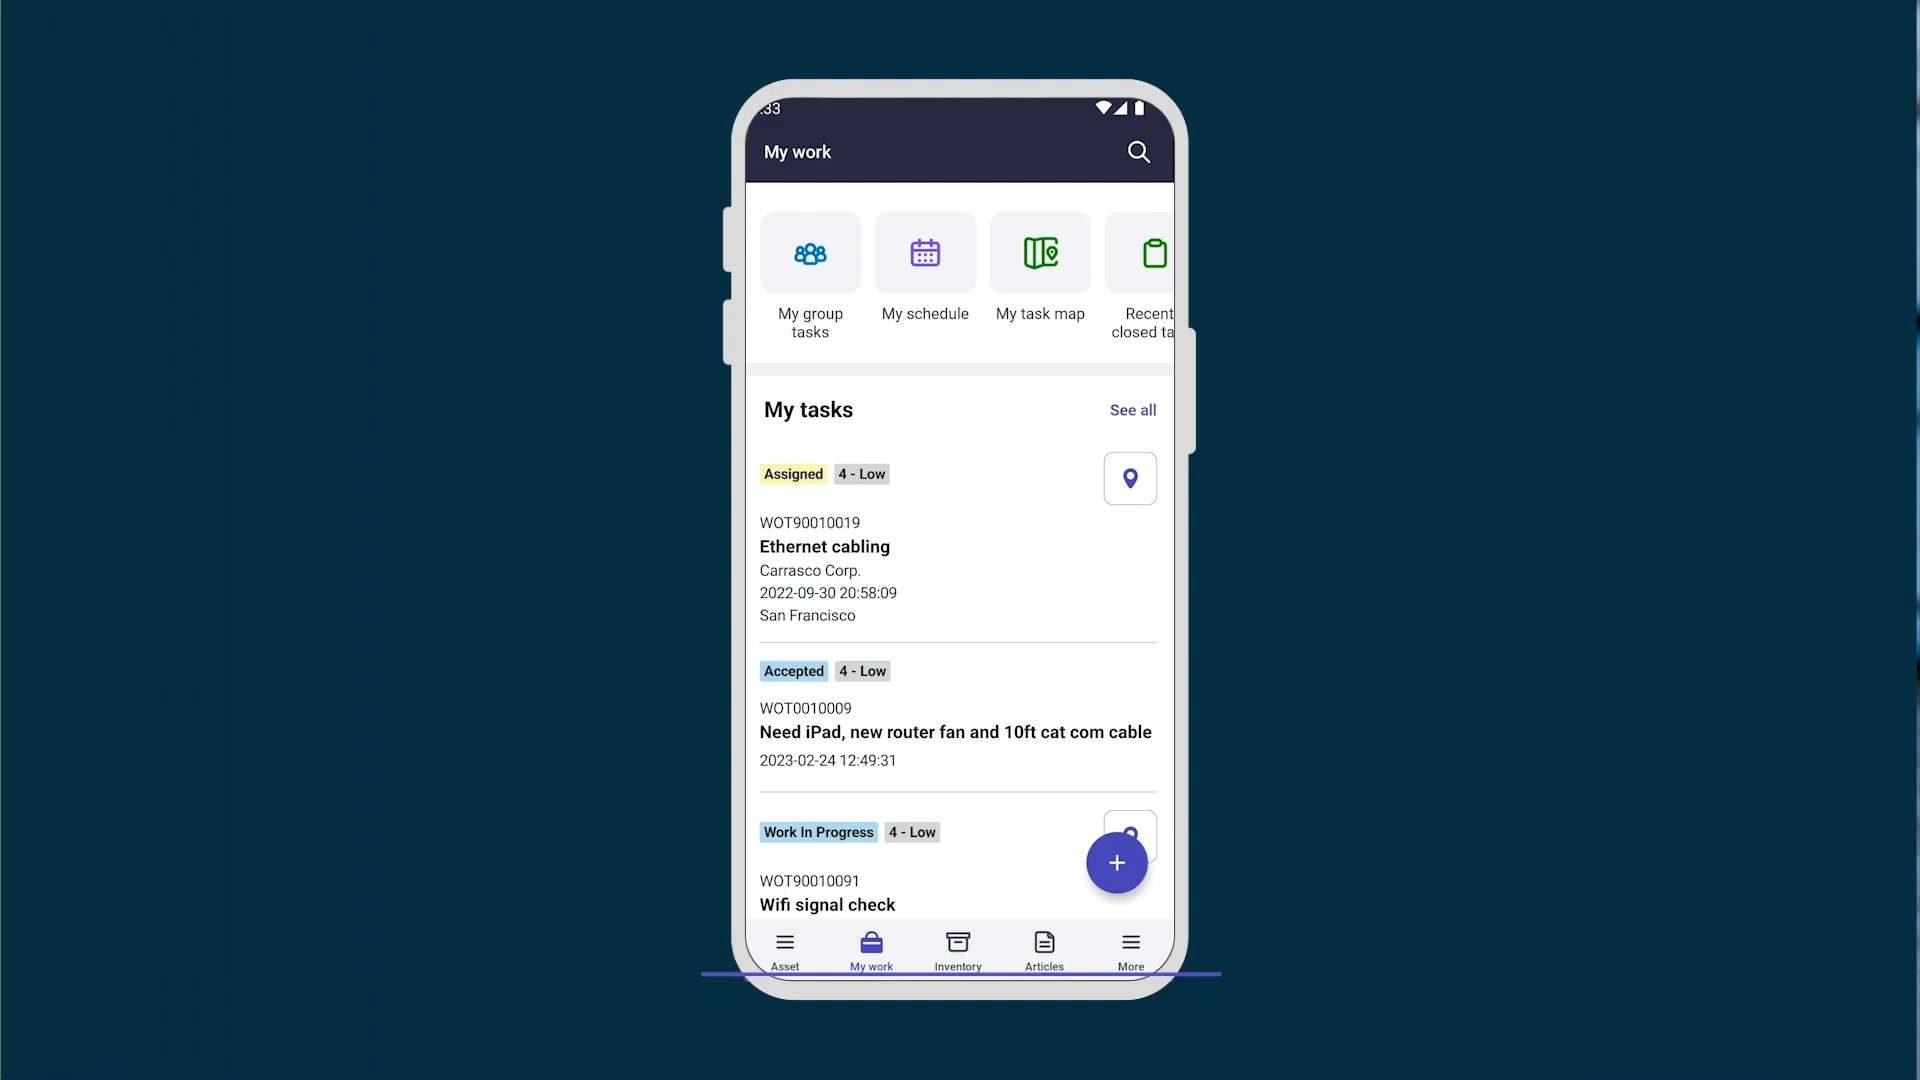 :33
My work
My group
tasks
My schedule
My task map
Recent
closed ta
My tasks
See all
Assigned
4 - Low
WOT90010019
Ethernet cabling
Carrasco Corp.
2022-09-30 20:58:09
San Francisco
Accepted
4 - Low
WOT0010009
Need iPad, new router fan and 10ft cat com cable
2023-02-24 12:49:31
Work In Progress
4 - Low
WOT90010091
Wifi signal check
Asset
My work
Inventory
Articles
More